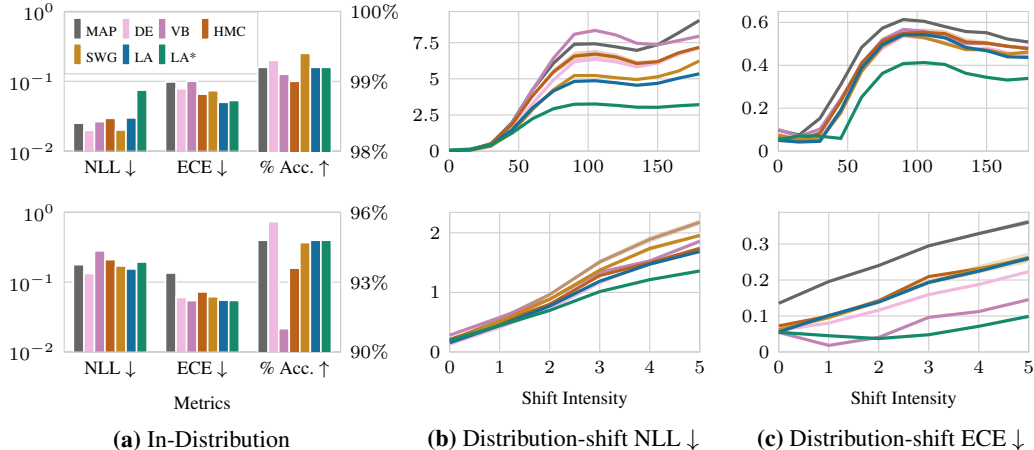 10⁰ 100%
MAP DE VB HMC
SWG LA LA*
10⁻¹ 99%
10⁻² 98%
NLL ↓ ECE ↓ % Acc. ↑
7.5
5
2.5
0
0 50 100 150
0.6
0.4
0.2
0
0 50 100 150
10⁰ 96%
10⁻¹ 93%
10⁻² 90%
NLL ↓ ECE ↓ % Acc. ↑
Metrics
2
1
0
0 1 2 3 4 5
Shift Intensity
0.3
0.2
0.1
0
0 1 2 3 4 5
Shift Intensity
(a) In-Distribution
(b) Distribution-shift NLL ↓
(c) Distribution-shift ECE ↓